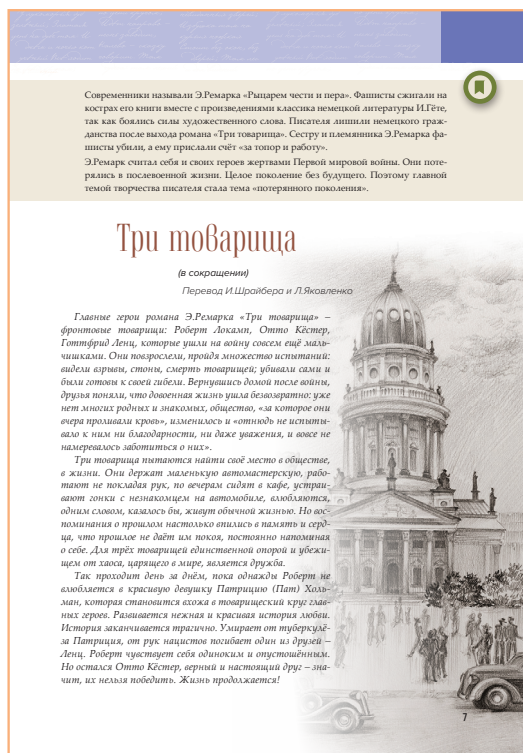 Современники называли Э.Ремарка «Рыцарем чести и пера». Фашисты сжигали на
кострах его книги вместе с произведениями классика немецкой литературы И.Гёте,
так как боялись силы художественного слова. Писателя лишили немецкого граж-
данства после выхода романа «Три товарища». Сестру и племянника Э.Ремарка фа-
шисты убили, а ему прислали счёт «за топор и работу».
Э.Ремарк считал себя и своих героев жертвами Первой мировой войны. Они поте-
рялись в послевоенной жизни. Целое поколение без будущего. Поэтому главной
темой творчества писателя стала тема «потерянного поколения».
Три товарища
(в сокращении)
Перевод И.Шрайбера и Л.Яковленко
Главные герои романа Э.Ремарка «Три товарища» –
фронтовые товарищи: Роберт Локамп, Отто Кёстер,
Готтфрид Ленц, которые ушли на войну совсем ещё маль-
чишками. Они повзрослели, пройдя множество испытаний:
видели взрывы, стоны, смерть товарищей; убивали сами и
были готовы к своей гибели. Вернувшись домой после войны,
друзья поняли, что довоенная жизнь ушла безвозвратно: уже
нет многих родных и знакомых, общество, «за которое они
вчера проливали кровь», изменилось и «отнюдь не испыты-
вало к ним ни благодарности, ни даже уважения, и вовсе не
намеревалось заботиться о них».
Три товарища пытаются найти своё место в обществе,
в жизни. Они держат маленькую автомастерскую, рабо-
тают не покладая рук, по вечерам сидят в кафе, устраи-
вают гонки с незнакомцем на автомобиле, влюбляются,
одним словом, казалось бы, живут обычной жизнью. Но вос-
поминания о прошлом настолько впились в память и серд-
ца, что прошлое не даёт им покоя, постоянно напоминая
о себе. Для трёх товарищей единственной опорой и убежи-
щем от хаоса, царящего в мире, является дружба.
Так проходит день за днём, пока однажды Роберт не
влюбляется в красивую девушку Патрицию (Пат) Холь-
ман, которая становится вхожа в товарищеский круг глав-
ных героев. Развивается нежная и красивая история любви.
История заканчивается трагично. Умирает от туберкулё-
за Патриция, от рук нацистов погибает один из друзей –
Ленц. Роберт чувствует себя одиноким и опустошённым.
Но остался Отто Кёстер, верный и настоящий друг – зна-
чит, их нельзя победить. Жизнь продолжается!
7